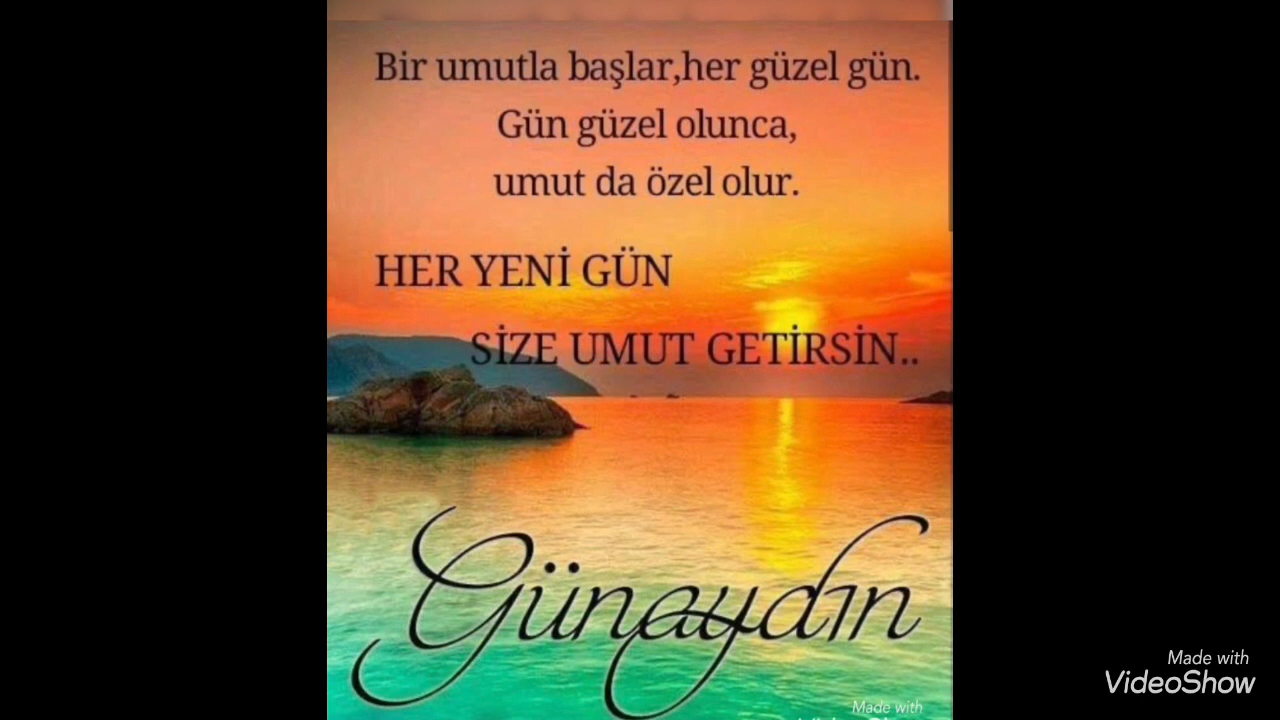 Bir umutla başlar,her güzel gün.
Gün güzel olunca,
umut da özel olur.
HER YENİ GÜN
SİZE UMUT GETİRSİN..
Günaydın
Made with
VideoShow
Made with